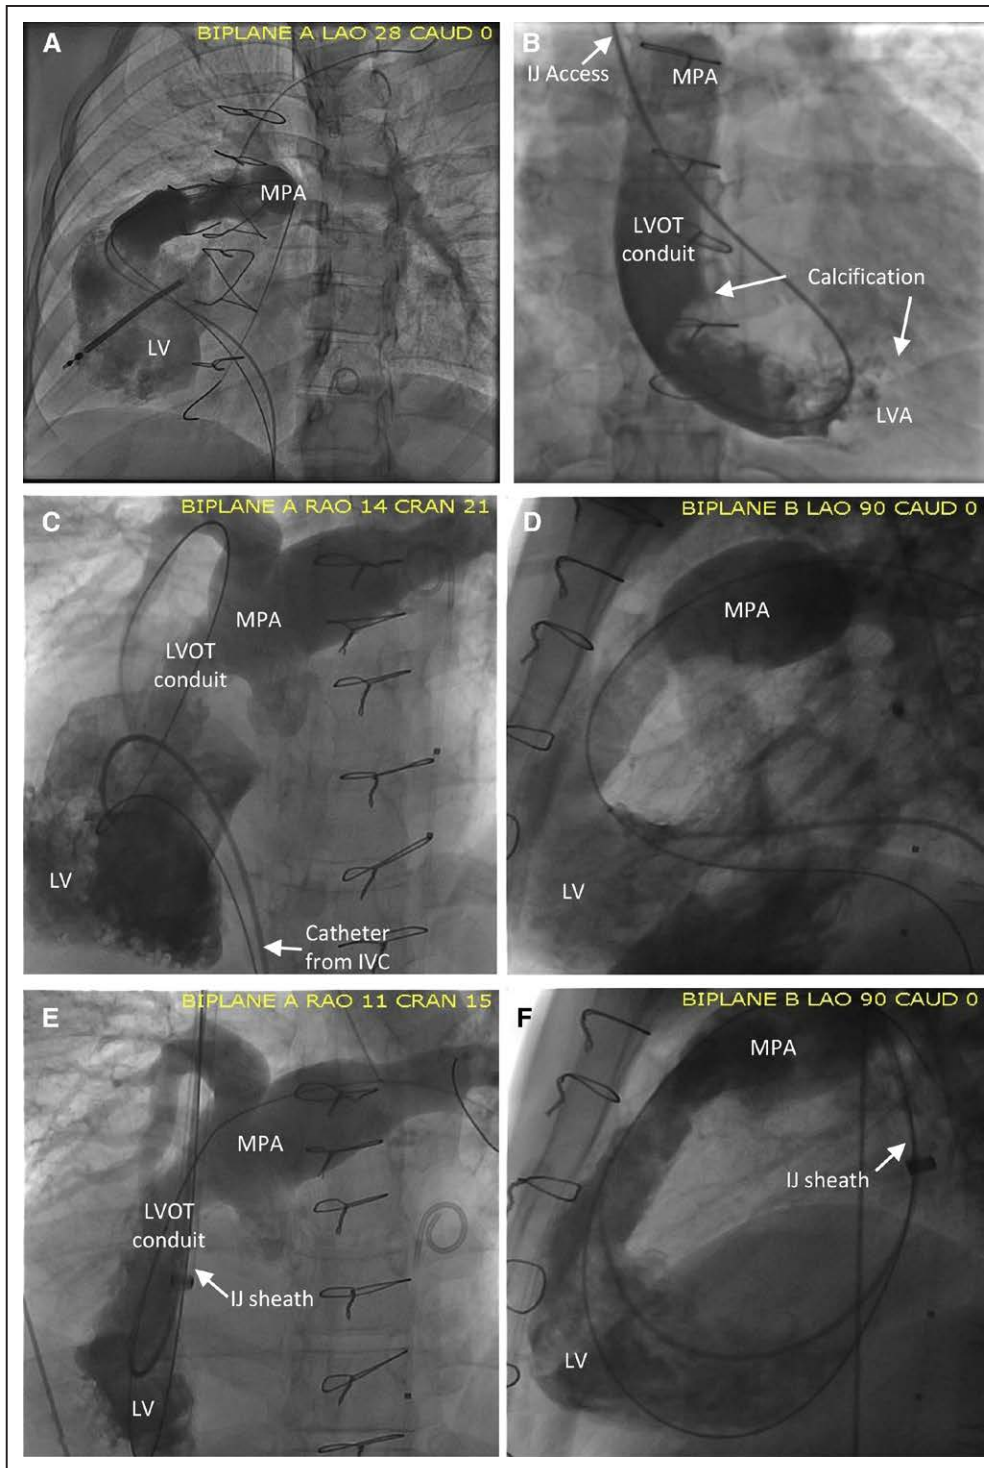 A
BIPLANE A LAO 28 CAUD 0
MPA
LV
B
IJ Access
MPA
LVOT
conduit
Calcification
LVA
C
BIPLANE A RAO 14 CRAN 21
MPA
LVOT
conduit
LV
Catheter
from IVC
D
BIPLANE B LAO 90 CAUD 0
MPA
LV
E
BIPLANE A RAO 11 CRAN 15
MPA
LVOT
conduit
IJ sheath
LV
F
BIPLANE B LAO 90 CAUD 0
MPA
IJ sheath
LV